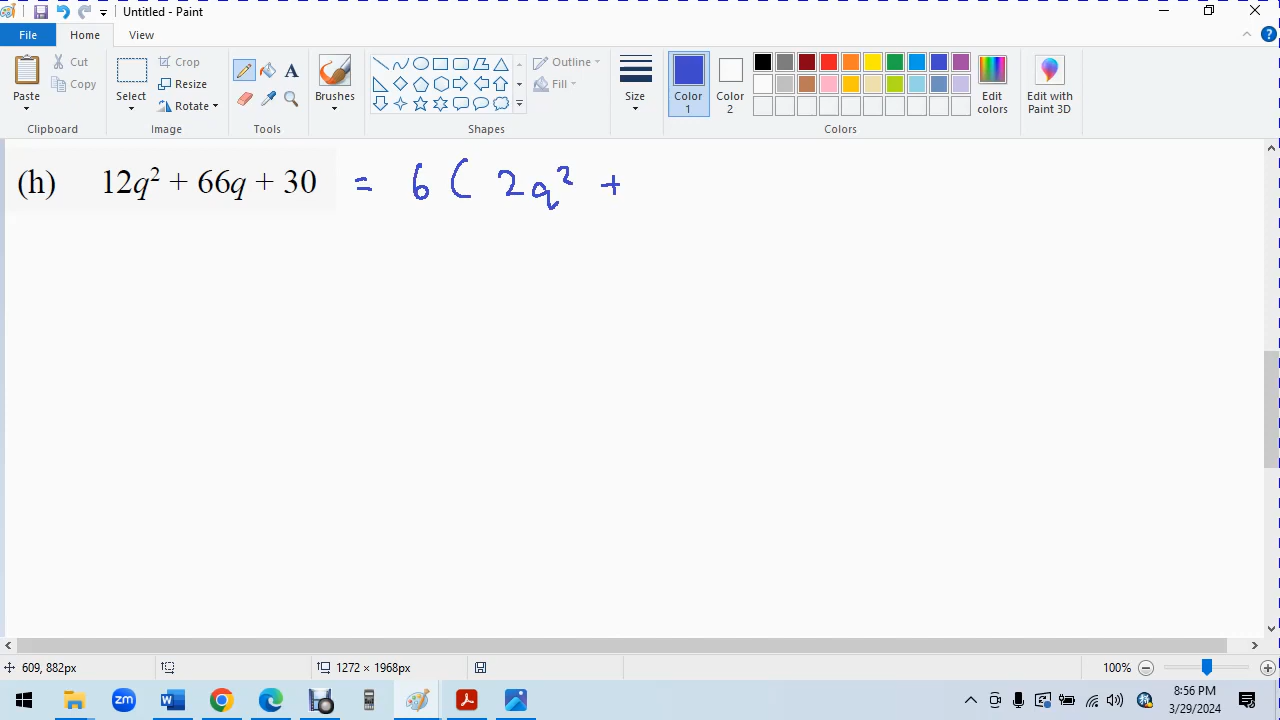 Untitled - Paint
File Home View
Paste Cut Copy Clipboard
Select Crop Resize Rotate Image
Tools
Brushes
Outline Fill Shapes
Size
Color 1 Color 2 Edit colors Colors
Edit with Paint 3D
(h) 12q² + 66q + 30 = 6 ( 2q² +
609, 882px 1272 × 1968px 100%
8:56 PM
3/29/2024